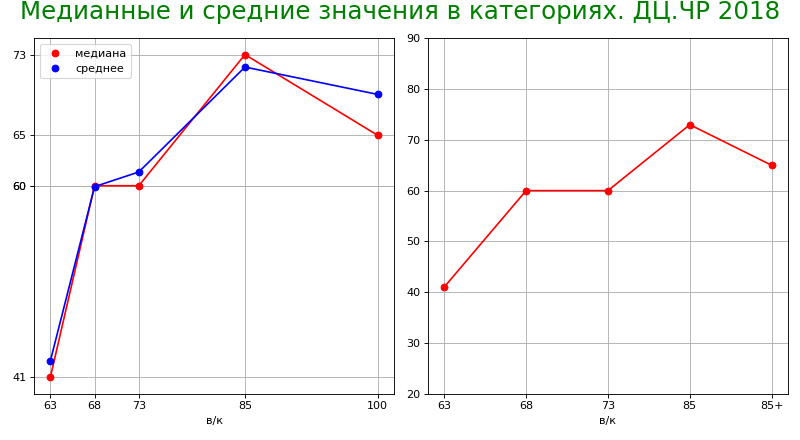 Медианные и средние значения в категориях. ДЦ.ЧР 2018
медиана
среднее
73
65
60
41
63 68 73 85 100
в/к
90
80
70
60
50
40
30
20
63 68 73 85 85+
в/к